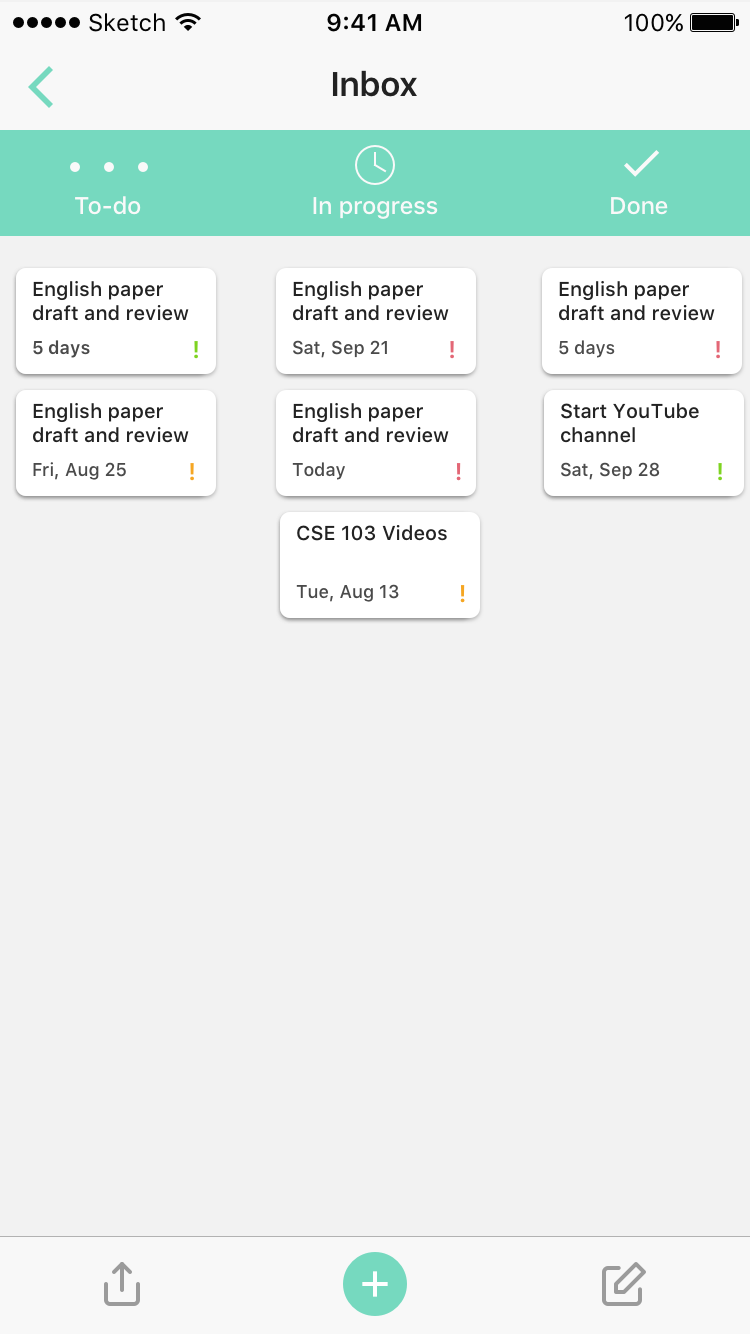 Sketch 9:41 AM 100%
Inbox
To-do In progress Done
English paper
draft and review
5 days !
English paper
draft and review
Fri, Aug 25 !
English paper
draft and review
Sat, Sep 21 !
English paper
draft and review
Today !
CSE 103 Videos
Tue, Aug 13 !
English paper
draft and review
5 days !
Start YouTube
channel
Sat, Sep 28 !